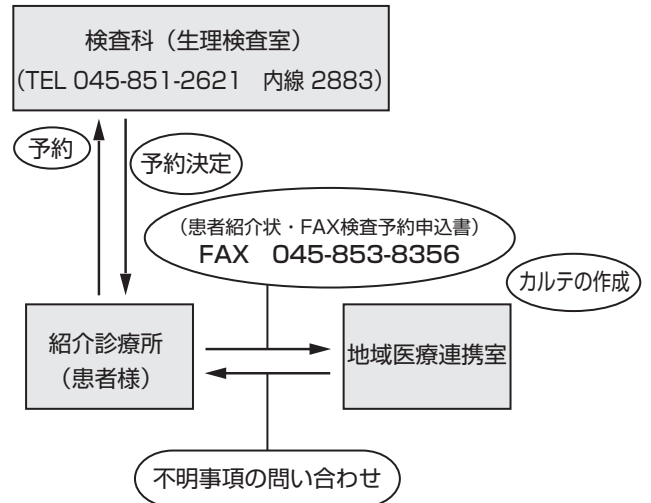 検査科(生理検査室)
(TEL 045-851-2621 内線 2883)
予約
予約決定
(患者紹介状・FAX検査予約申込書)
FAX 045-853-8356
カルテの作成
紹介診療所
(患者様)
地域医療連携室
不明事項の問い合わせ